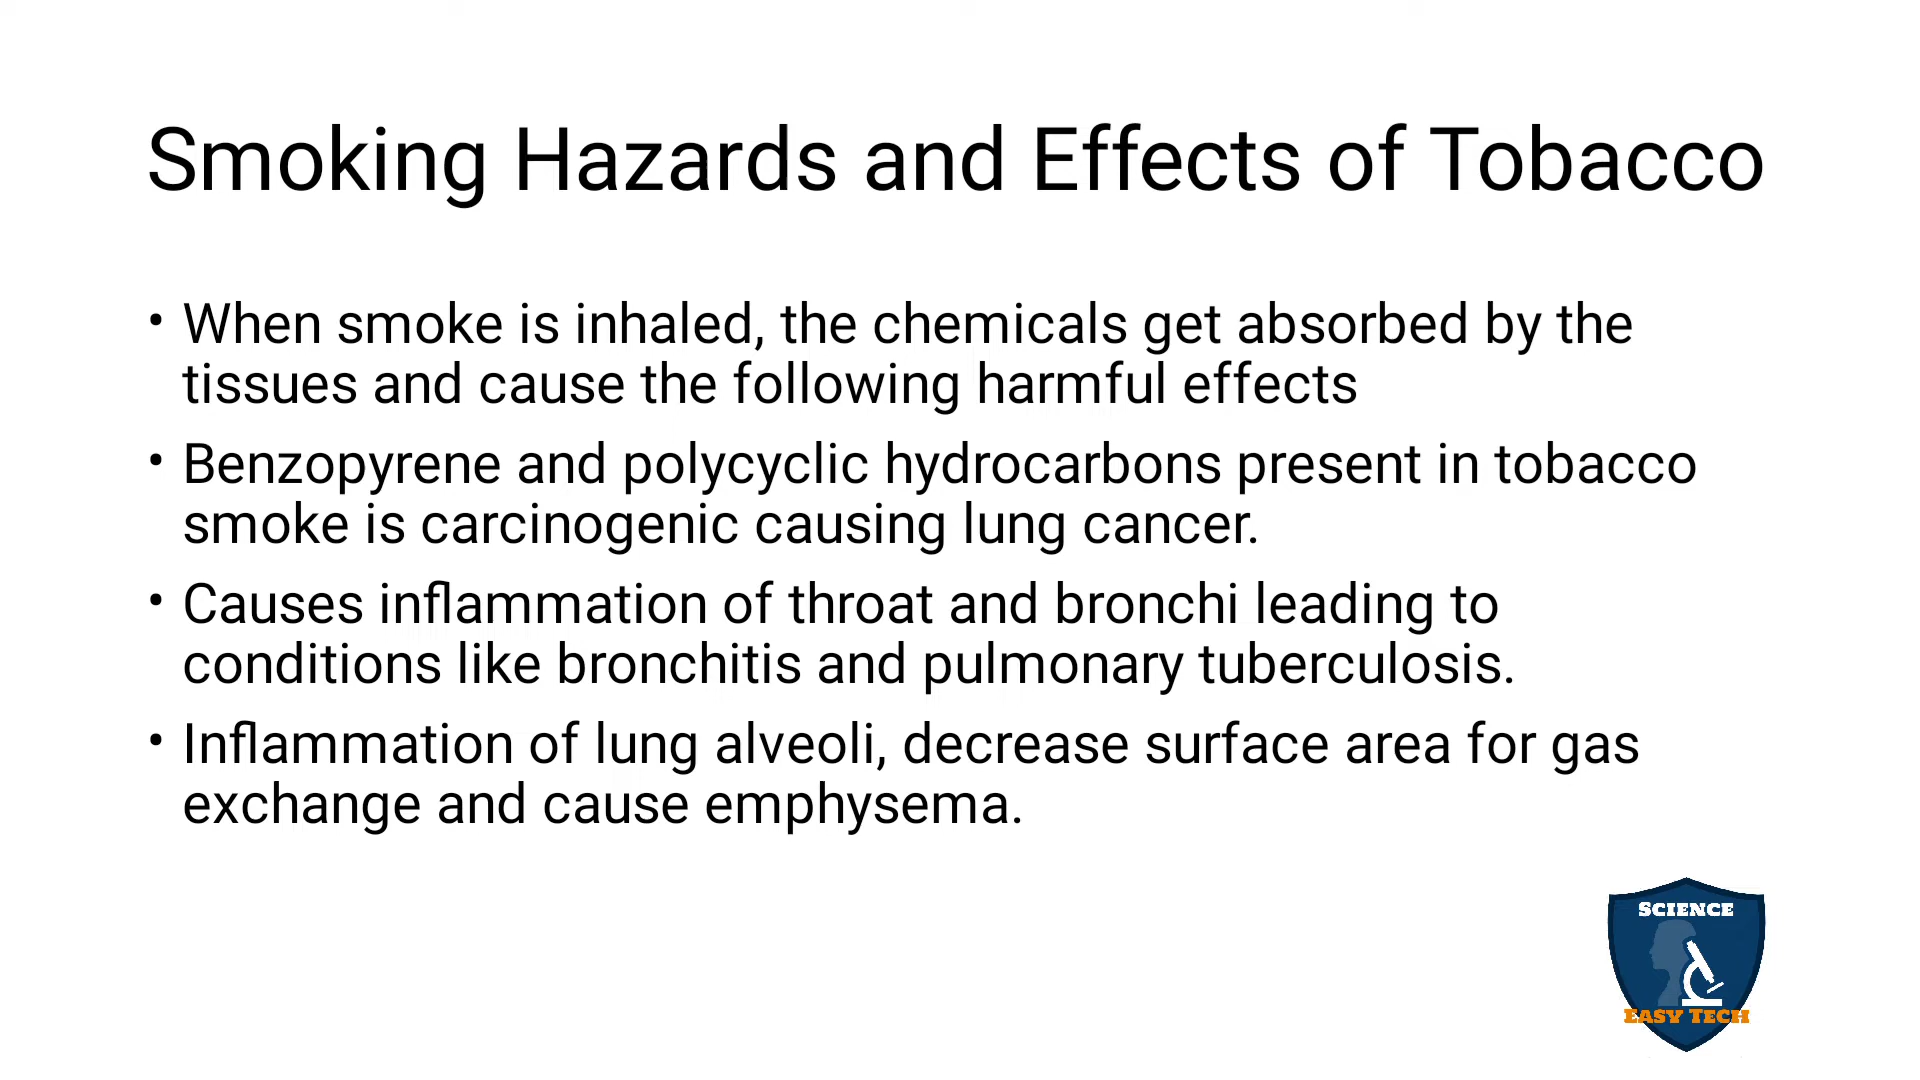 Smoking Hazards and Effects of Tobacco
• When smoke is inhaled, the chemicals get absorbed by the
tissues and cause the following harmful effects
• Benzopyrene and polycyclic hydrocarbons present in tobacco
smoke is carcinogenic causing lung cancer.
• Causes inflammation of throat and bronchi leading to
conditions like bronchitis and pulmonary tuberculosis.
• Inflammation of lung alveoli, decrease surface area for gas
exchange and cause emphysema.
SCIENCE
EASY TECH